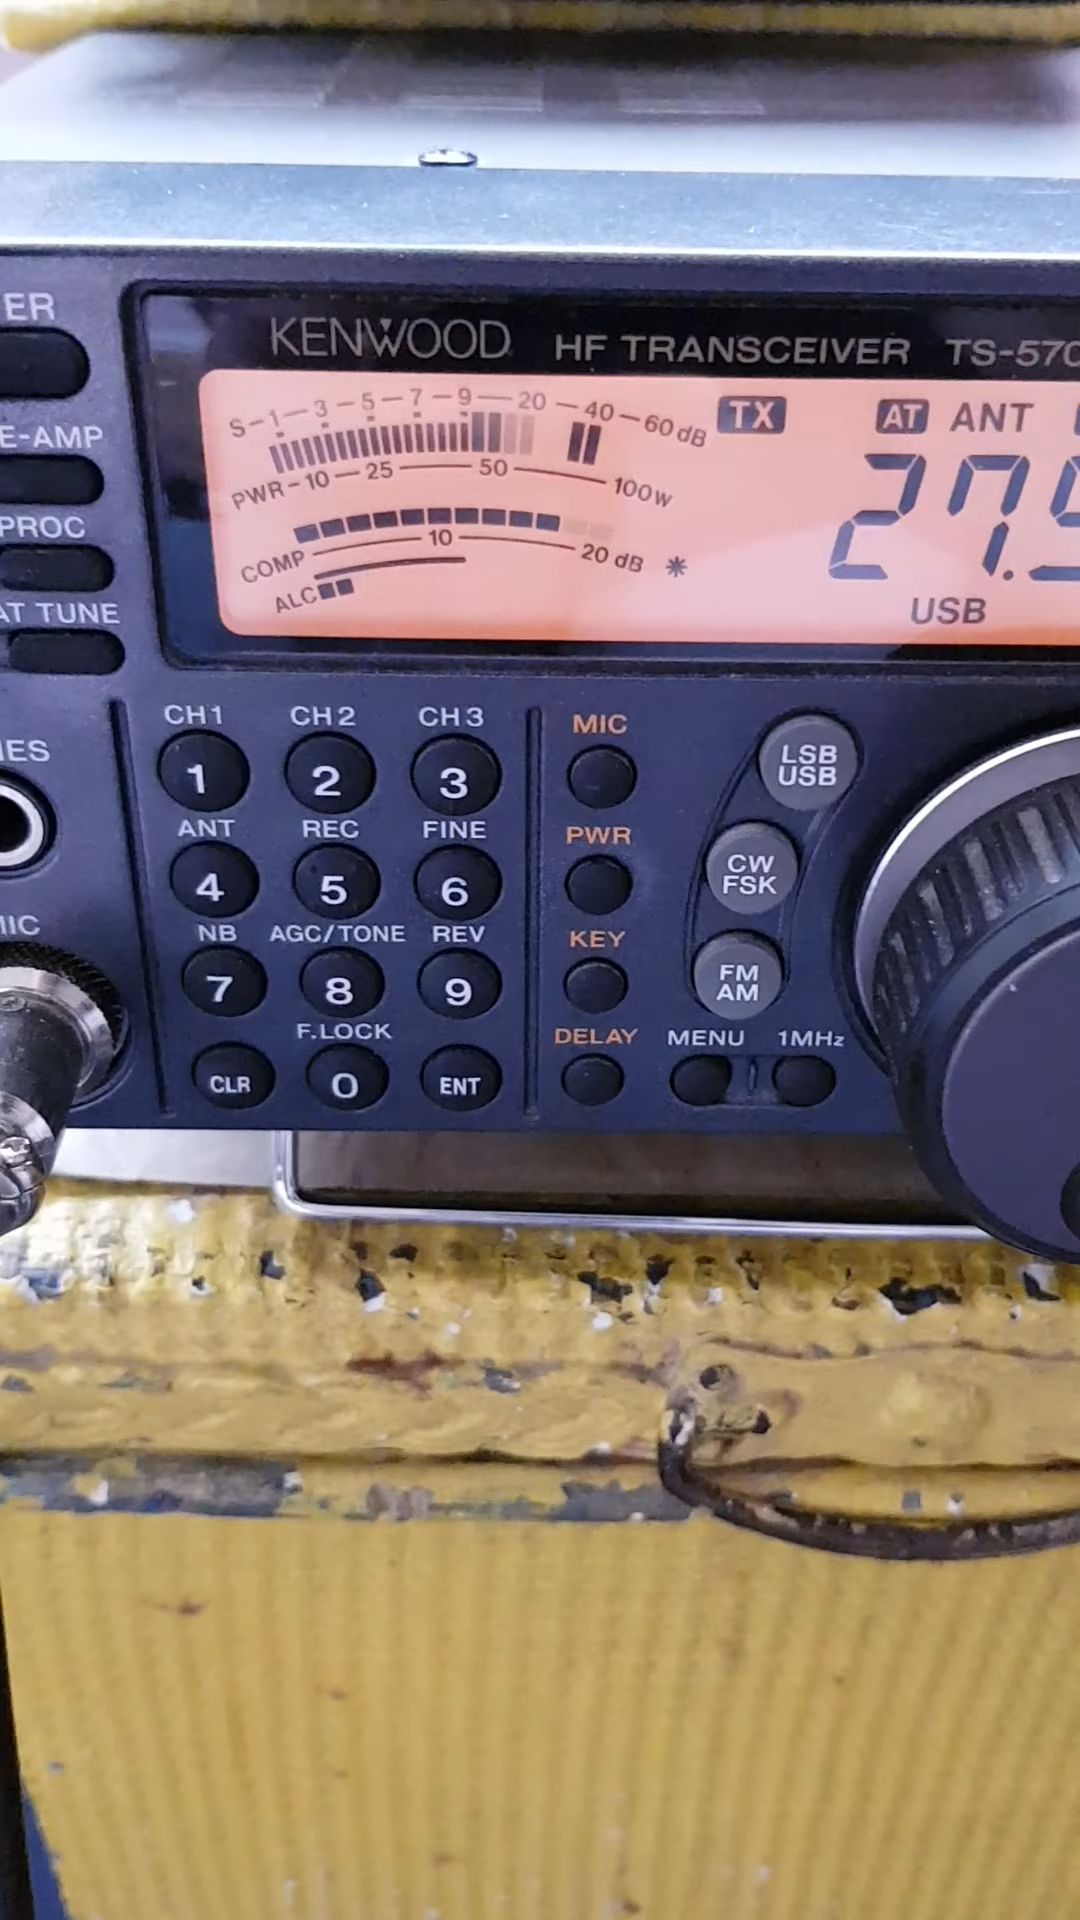 KENWOOD HF TRANSCEIVER TS-570
S-1-3-5-7-9-20-40-60dB TX AT ANT
PWR-10-25-50-100W
27.
COMP 10 20 dB *
ALC
USB
ER
E-AMP
PROC
AT TUNE
CH1 CH2 CH3 MIC
1 2 3 LSB USB
ANT REC FINE PWR
4 5 6 CW FSK
NB AGC/TONE REV KEY
7 8 9 FM AM
F.LOCK DELAY MENU 1MHz
CLR 0 ENT
NES
MIC